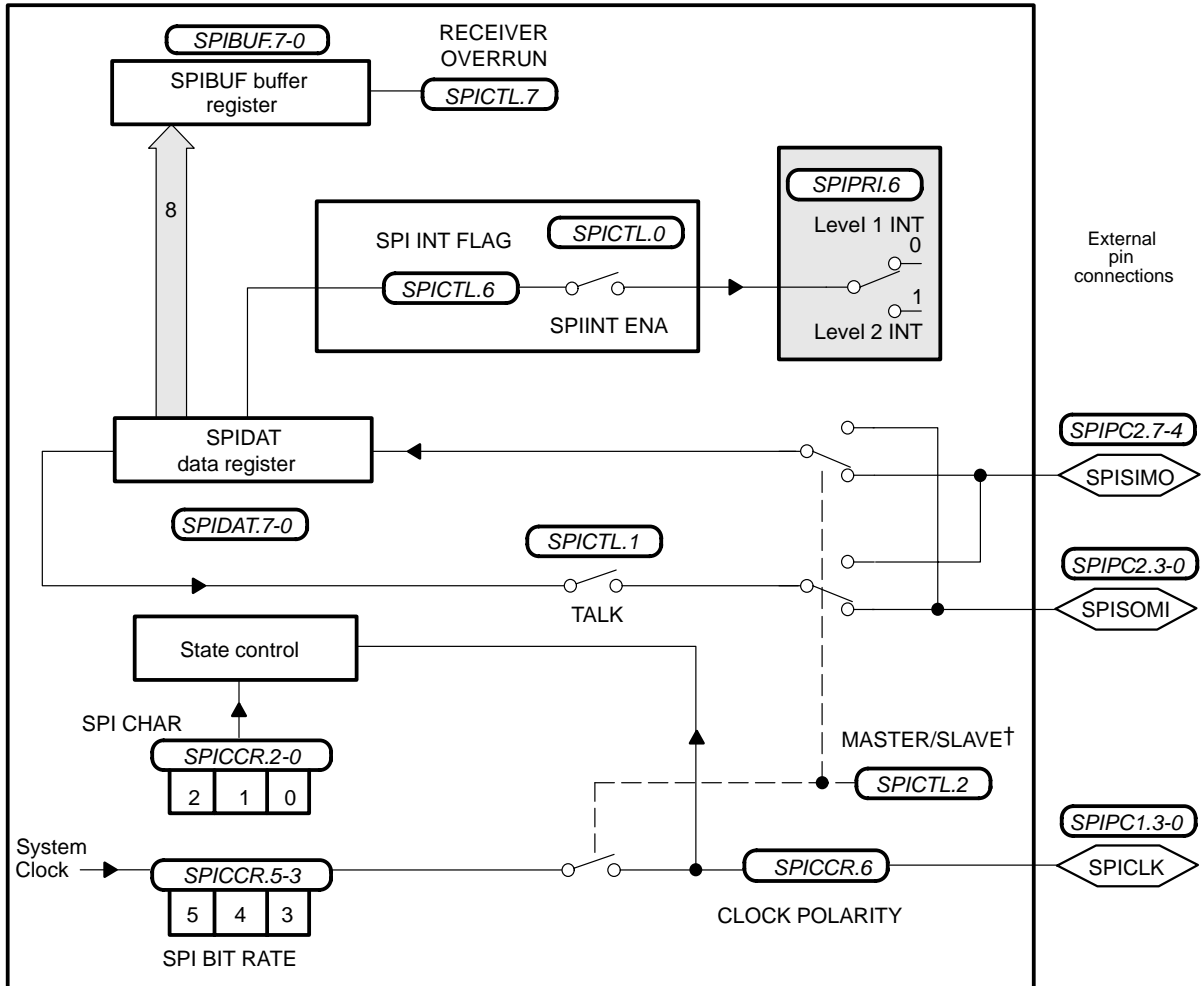 SPIBUF.7-0
SPIBUF buffer
register
RECEIVER
OVERRUN
SPICTL.7
8
SPI INT FLAG
SPICTL.0
SPICTL.6
SPIINT ENA
SPIPRI.6
Level 1 INT
0
1
Level 2 INT
External
pin
connections
SPIDAT
data register
SPIDAT.7-0
SPICTL.1
TALK
SPIPC2.7-4
SPISIMO
SPIPC2.3-0
SPISOMI
State control
SPI CHAR
SPICCR.2-0
2 1 0
MASTER/SLAVE†
SPICTL.2
System
Clock
SPICCR.5-3
5 4 3
SPI BIT RATE
SPICCR.6
CLOCK POLARITY
SPIPC1.3-0
SPICLK